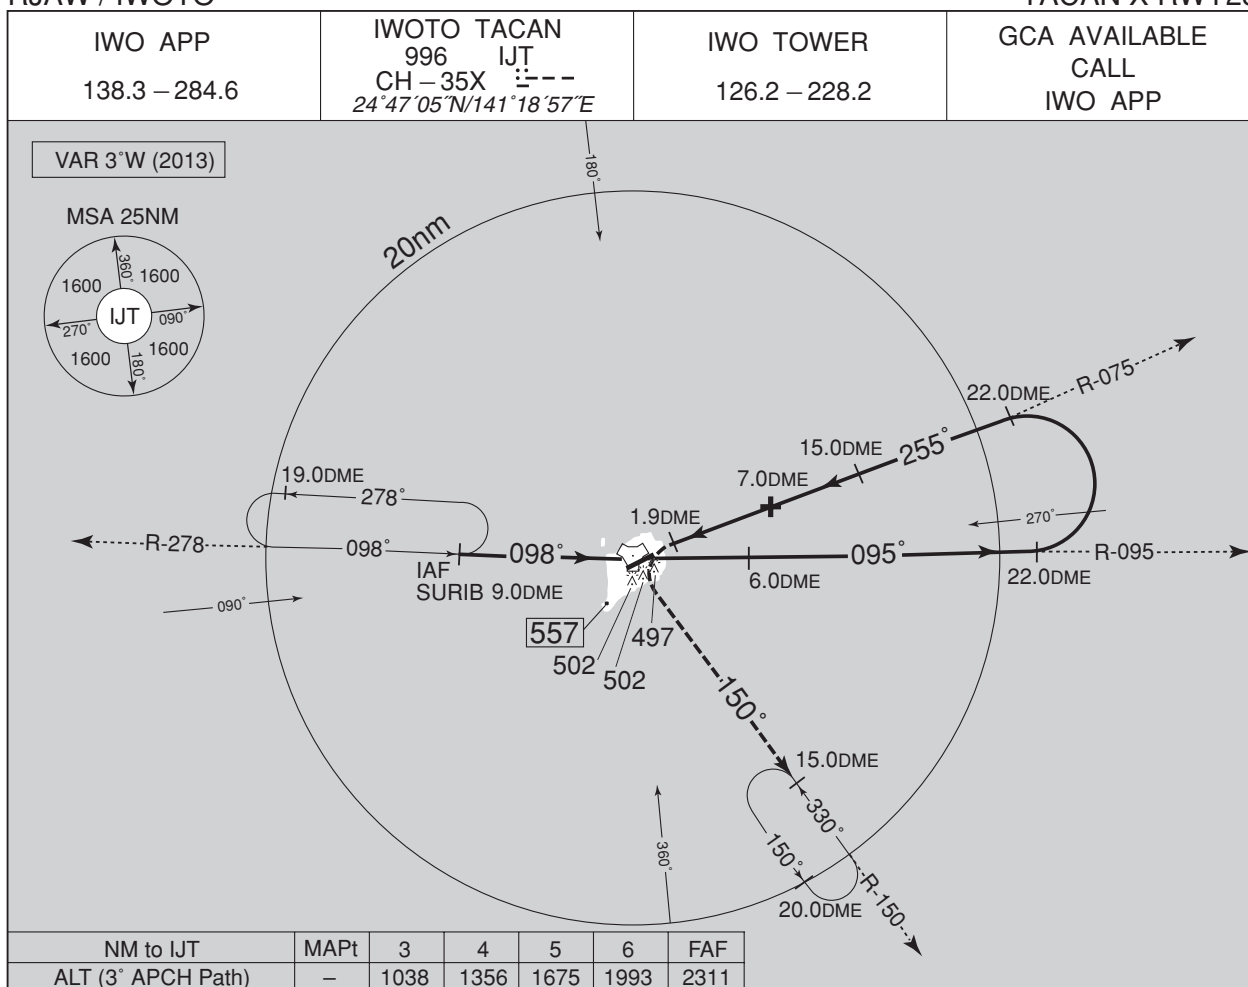 RJAW / IWOTO
IWO APP
138.3 – 284.6
IWOTO TACAN
996 IJT
CH – 35X
24°47´05˝N/141°18´57˝E
IWO TOWER
126.2 – 228.2
GCA AVAILABLE
CALL
IWO APP
VAR 3°W (2013)
MSA 25NM
360°
1600
1600
IJT
270°
090°
1600
1600
180°
180°
20nm
R-075
22.0DME
255°
15.0DME
7.0DME
19.0DME
278°
1.9DME
270°
R-278
098°
098°
095°
R-095
IAF
SURIB 9.0DME
6.0DME
22.0DME
090°
557
497
502
502
150°
15.0DME
330°
150°
360°
R-150
20.0DME
NM to IJT MAPt 3 4 5 6 FAF
ALT (3° APCH Path) – 1038 1356 1675 1993 2311